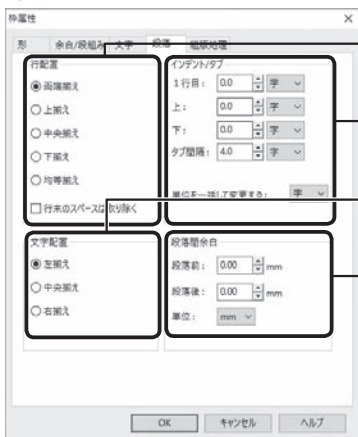 枠属性
形 余白/段組み 文字 段落 組版処理
行配置
両端揃え
上揃え
中央揃え
下揃え
均等揃え
行末のスペースは取り除く
インデント/タブ
1行目: 0.0 字
上: 0.0 字
下: 0.0 字
タブ間隔: 4.0 字
単位を一括して変更する: 字
文字配置
左揃え
中央揃え
右揃え
段落間余白
段落前: 0.00 mm
段落後: 0.00 mm
単位: mm
OK キャンセル ヘルプ